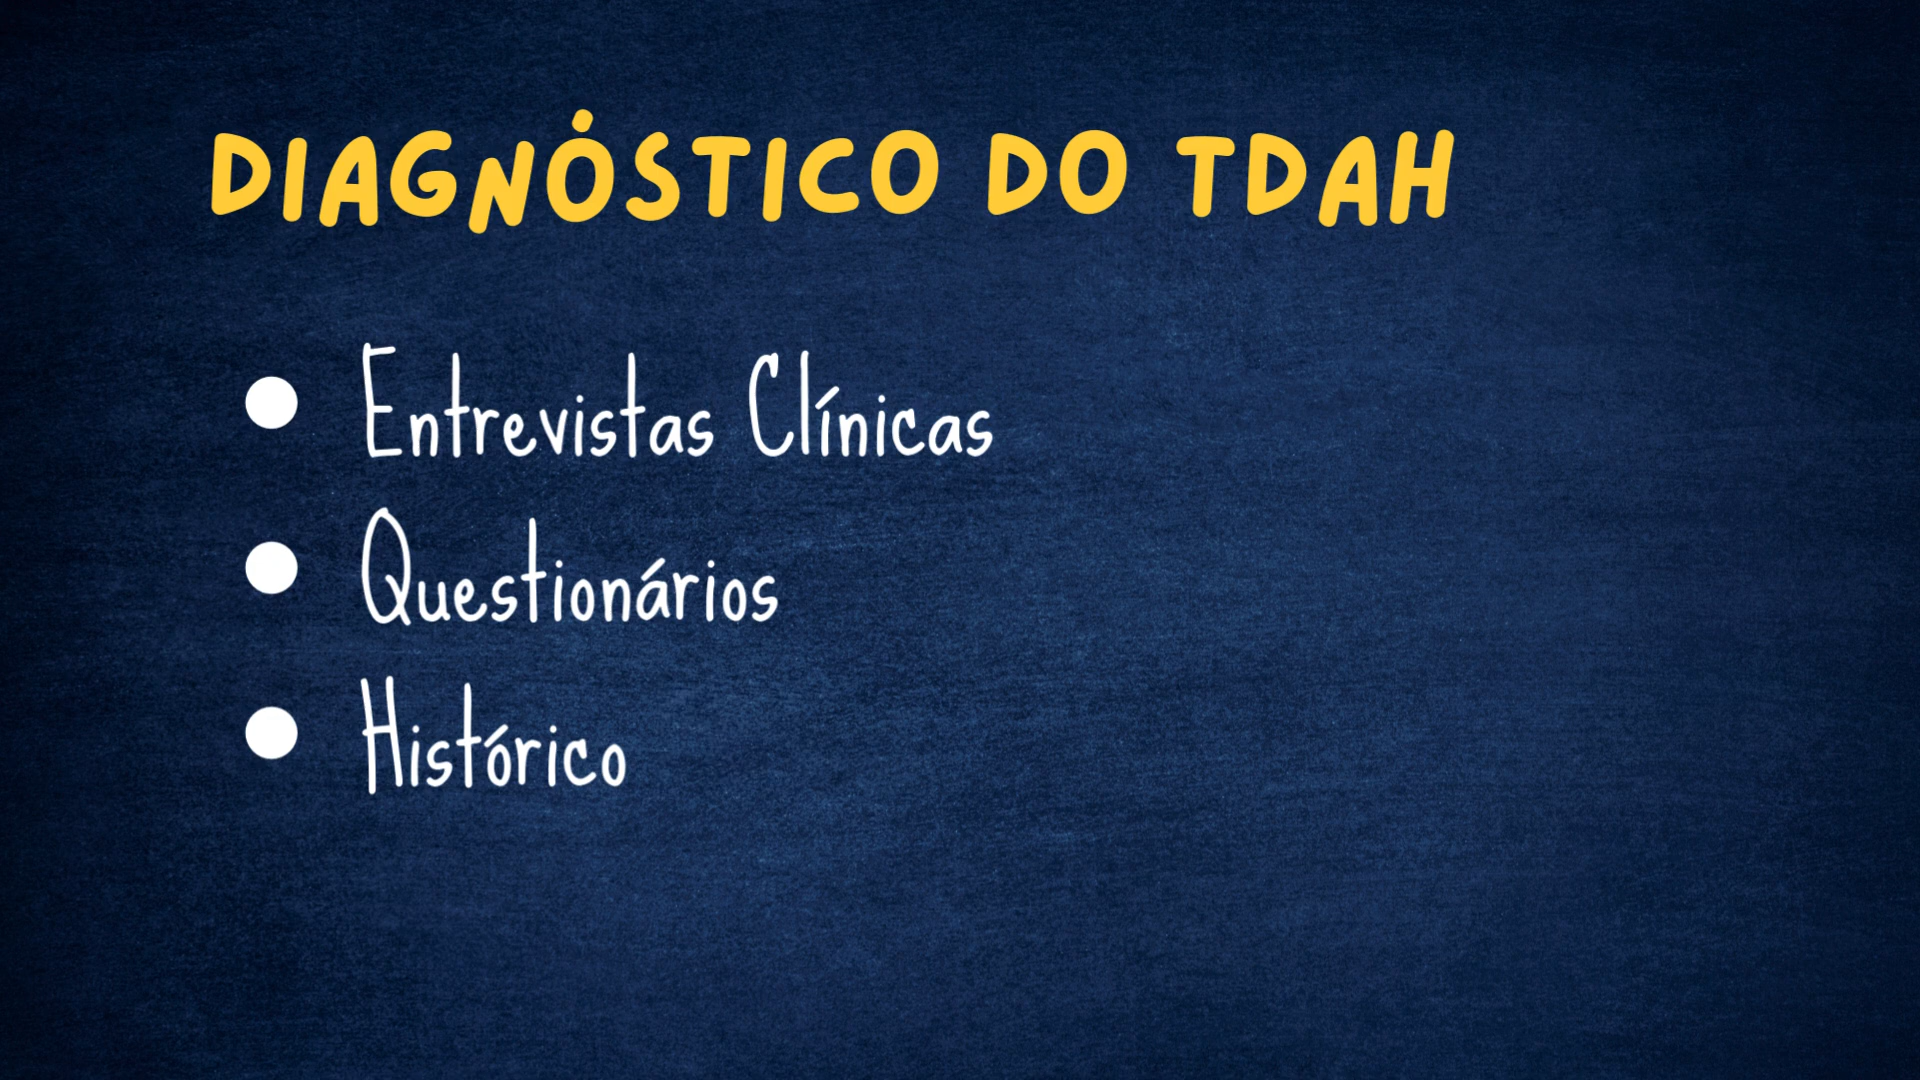 DIAGNÓSTICO DO TDAH
• Entrevistas Clínicas
• Questionários
• Histórico